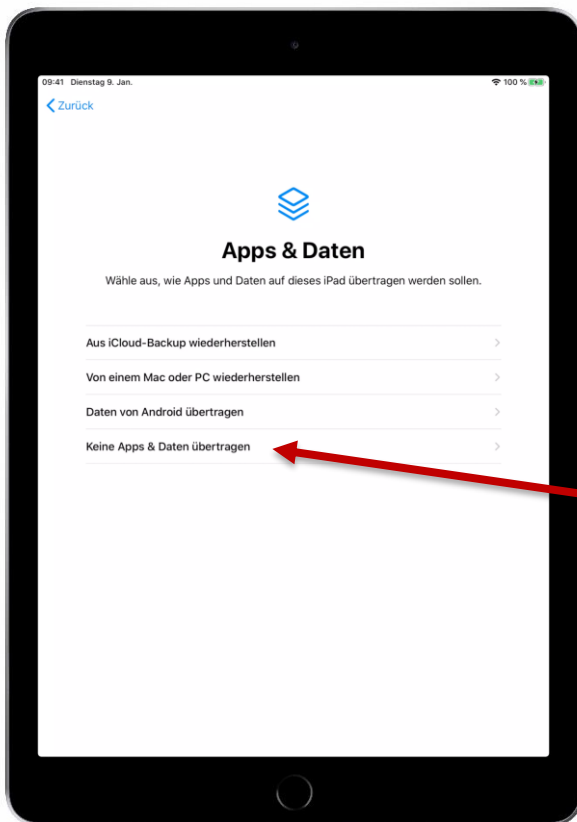 09:41 Dienstag 9. Jan. 100 %
Zurück
Apps & Daten
Wähle aus, wie Apps und Daten auf dieses iPad übertragen werden sollen.
Aus iCloud-Backup wiederherstellen
Von einem Mac oder PC wiederherstellen
Daten von Android übertragen
Keine Apps & Daten übertragen